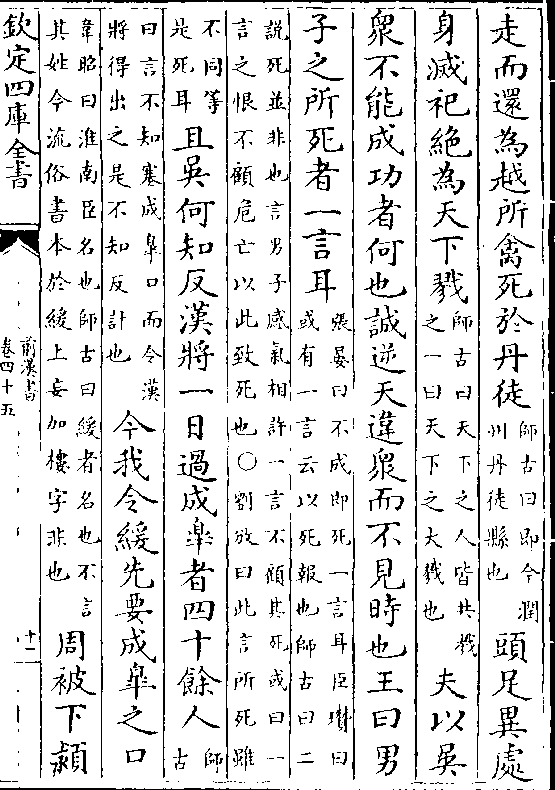 走而還為越所禽死於丹徒師古曰即今潤州丹徒縣也頭足異處
身滅祀絕為天下戮師古曰天下之人皆共戮之一曰天下之大戮也夫以吳
衆不能成功者何也誠逆天違衆而不見時也王曰男
子之所死者一言耳張晏曰不成即死一言耳臣瓚曰或有一言云以死報也師古曰二
說死並非也言男子感氣相許一言不顧其死或曰一言之恨不顧危亡以此致死也○劉攽曰此言所死雖
不同等是死耳且吳何知反漢將一日過成臯者四十餘人師古
曰言不知塞成臯口而令漢將得出之是不知反計也今我令緩先要成臯之口
韋昭曰淮南臣名也師古曰緩者名也不言其姓今流俗書本於緩上妄加樓字非也周被下潁
欽定四庫全書
前漢書
卷四十五
十二